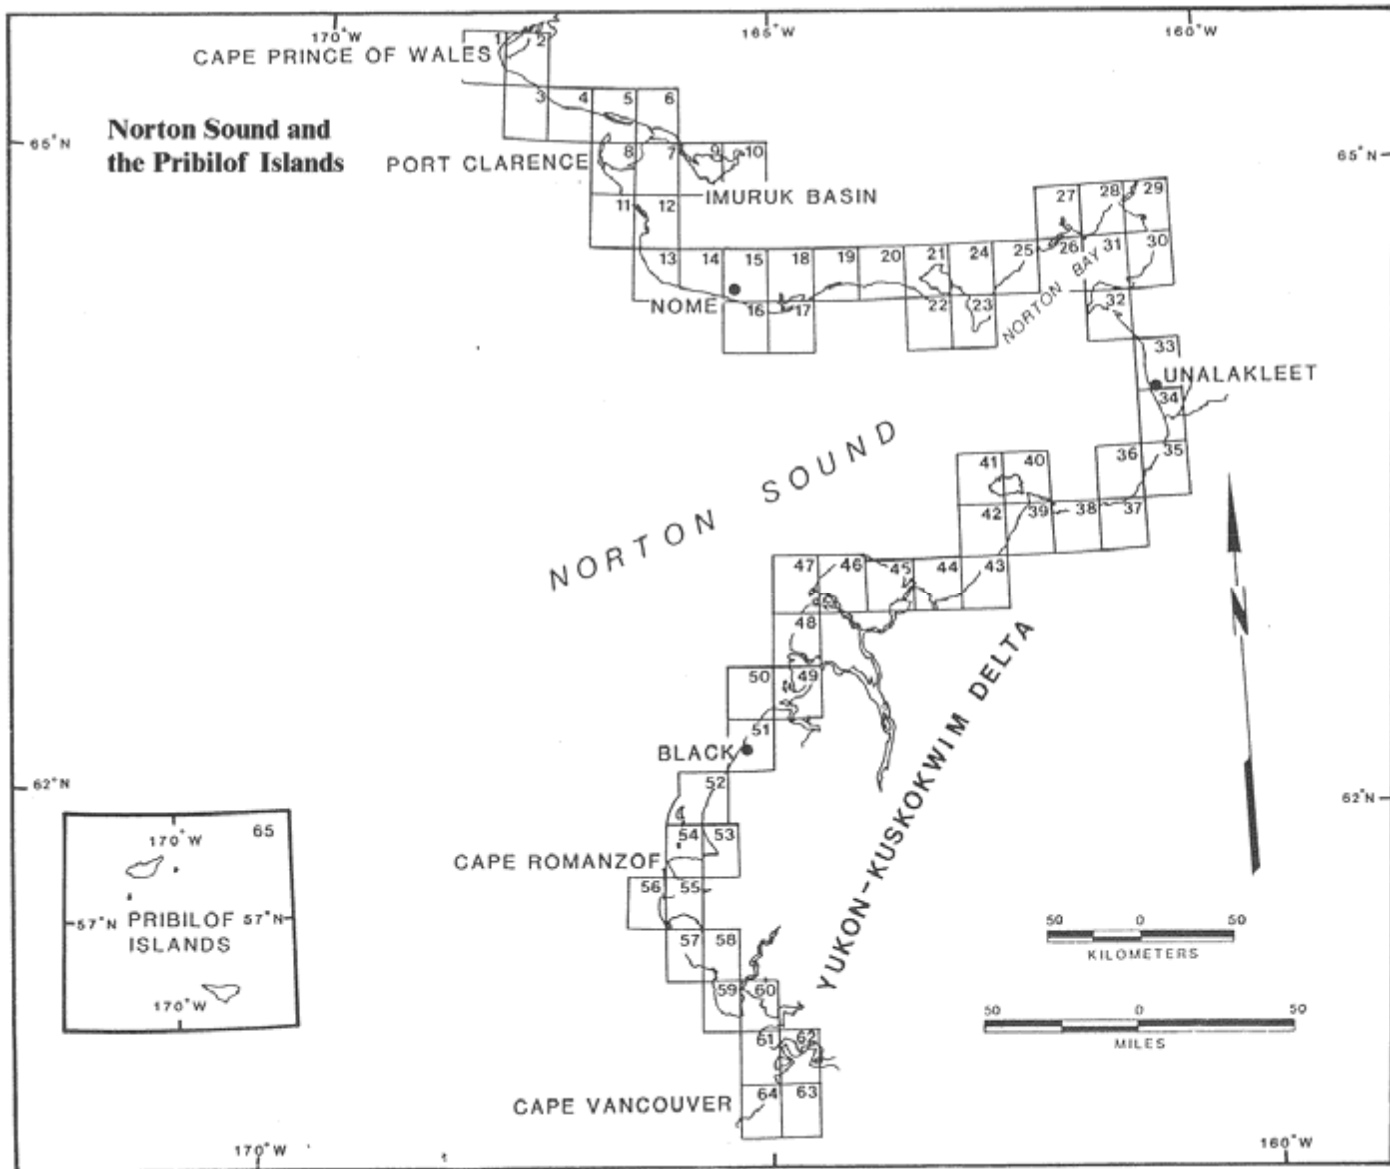 170°W
165°W
160°W
CAPE PRINCE OF WALES
1
2
3
4
5
6
Norton Sound and
the Pribilof Islands
65°N
65°N
PORT CLARENCE
8
7
9
10
IMURUK BASIN
11
12
27
28
29
13
14
15
18
19
20
21
24
25
26
31
30
NORTON BAY
NOME
16
17
22
23
32
33
UNALAKLEET
34
NORTON SOUND
41
40
36
35
42
39
38
37
47
46
45
44
43
N
48
50
49
51
BLACK
YUKON-KUSKOKWIM DELTA
52
62°N
62°N
54
53
CAPE ROMANZOF
56
55
57
58
59
60
61
62
64
63
CAPE VANCOUVER
170°W
65
57°N
PRIBILOF
57°N
ISLANDS
170°W
50
0
50
KILOMETERS
50
0
50
MILES
170°W
160°W